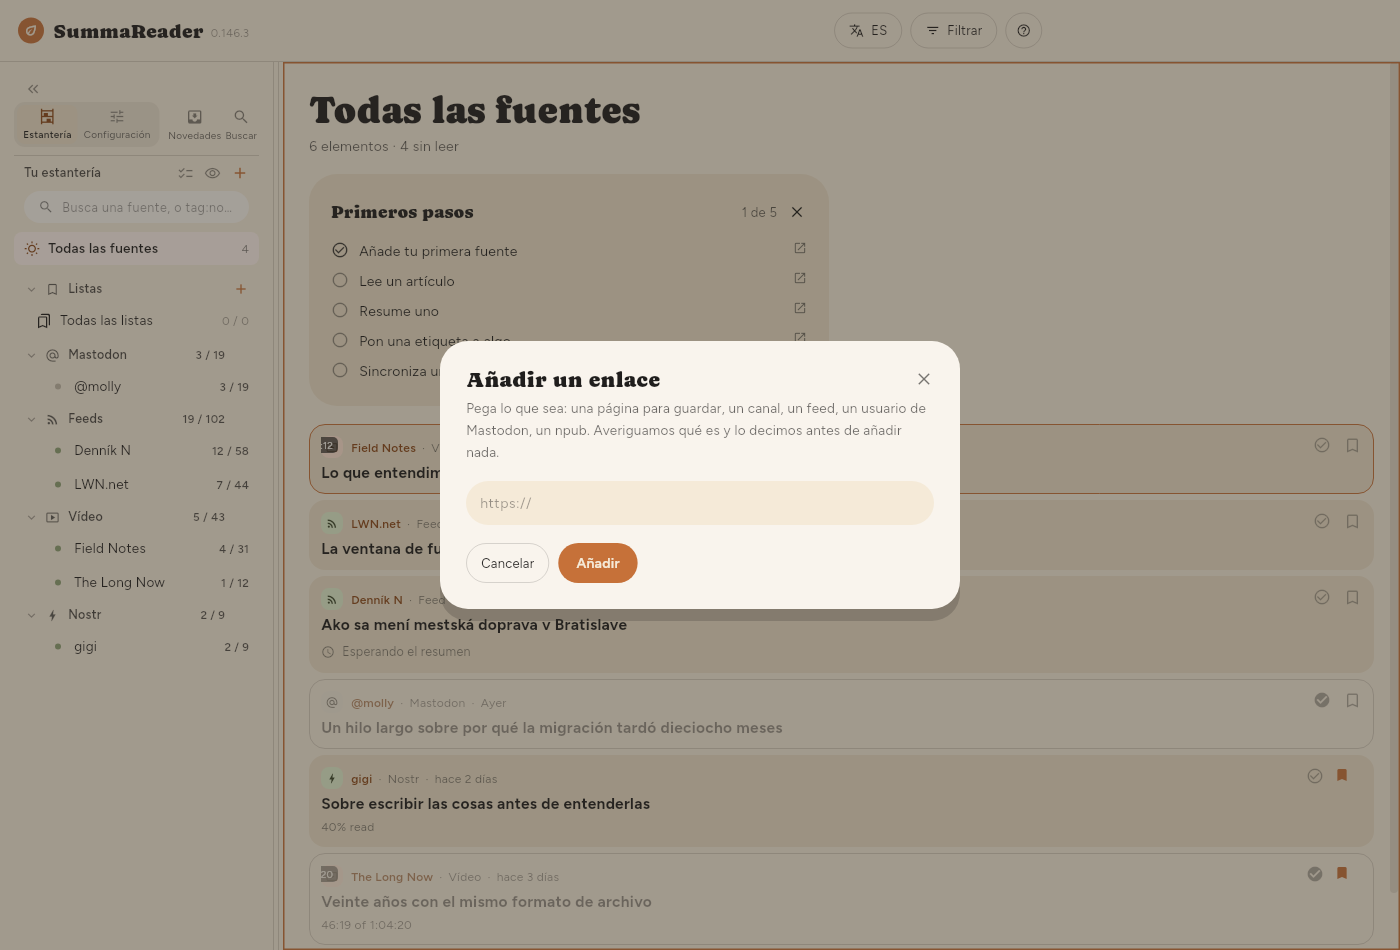 SummaReader 0.146.3
ES
Filtrar
Estantería
Configuración
Novedades
Buscar
Tu estantería
Busca una fuente, o tag:no...
Todas las fuentes 4
Listas
Todas las listas 0 / 0
Mastodon 3 / 19
@molly 3 / 19
Feeds 19 / 102
Denník N 12 / 58
LWN.net 7 / 44
Vídeo 5 / 43
Field Notes 4 / 31
The Long Now 1 / 12
Nostr 2 / 9
gigi 2 / 9
Todas las fuentes
6 elementos · 4 sin leer
Primeros pasos 1 de 5
Añade tu primera fuente
Lee un artículo
Resume uno
Pon una etiqueta a algo
Sincroniza
Añadir un enlace
Pega lo que sea: una página para guardar, un canal, un feed, un usuario de
Mastodon, un npub. Averiguamos qué es y lo decimos antes de añadir
nada.
https://
Cancelar
Añadir
:12 Field Notes ·
Lo que entendim
LWN.net · Feed
La ventana de fu
Denník N · Feed
Ako sa mení mestská doprava v Bratislave
Esperando el resumen
@molly · Mastodon · Ayer
Un hilo largo sobre por qué la migración tardó dieciocho meses
gigi · Nostr · hace 2 días
Sobre escribir las cosas antes de entenderlas
40% read
20 The Long Now · Vídeo · hace 3 días
Veinte años con el mismo formato de archivo
46:19 of 1:04:20